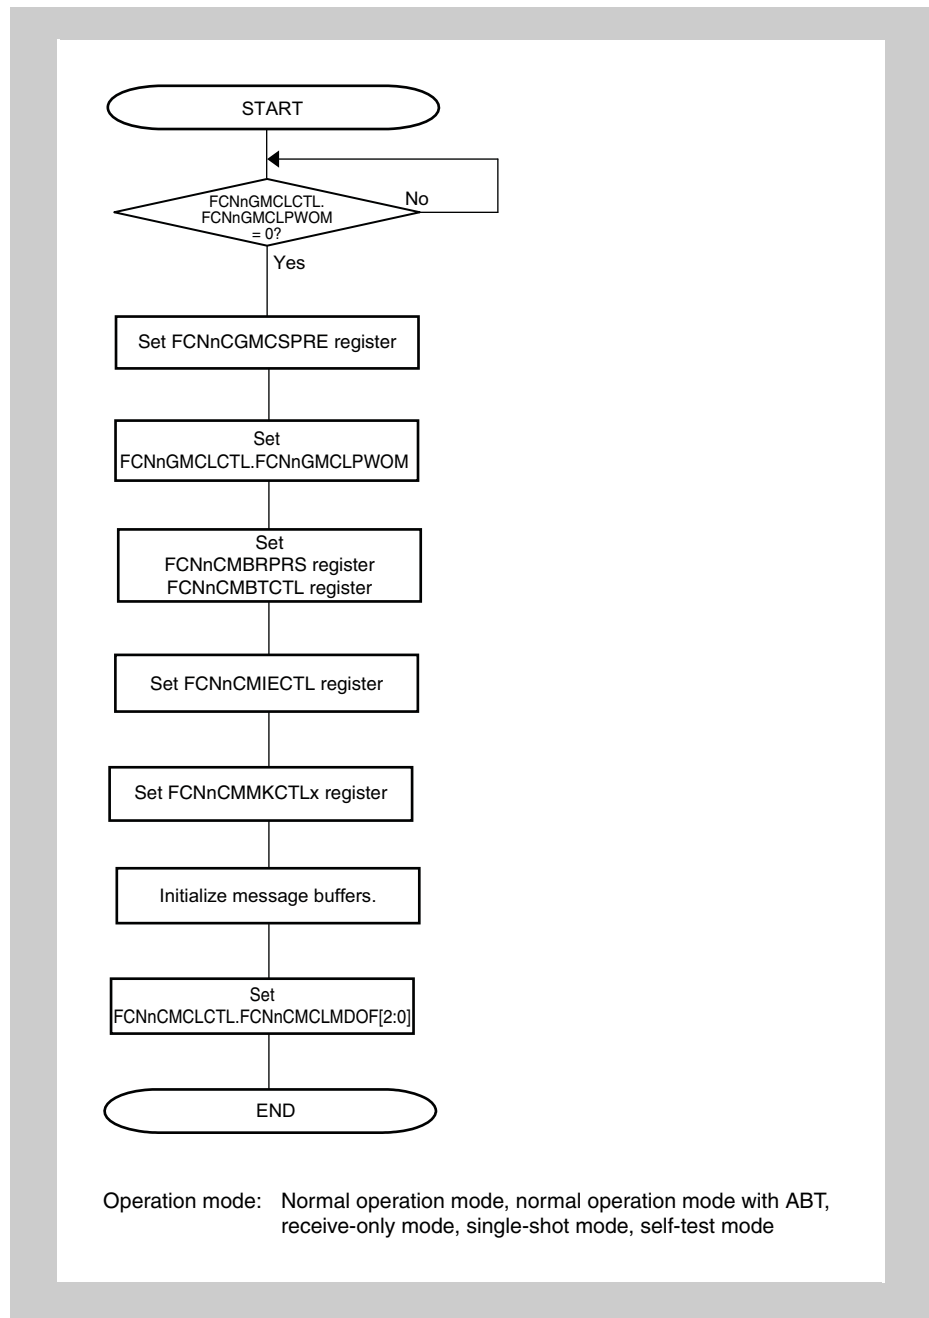 START
FCNnGMCLCTL.
FCNnGMCLPWOM
= 0?
No
Yes
Set FCNnCGMCSPRE register
Set
FCNnGMCLCTL.FCNnGMCLPWOM
Set
FCNnCMBRPRS register
FCNnCMBTCTL register
Set FCNnCMIECTL register
Set FCNnCMMKCTLx register
Initialize message buffers.
Set
FCNnCMCLCTL.FCNnCMCLMDOF[2:0]
END
Operation mode: Normal operation mode, normal operation mode with ABT,
receive-only mode, single-shot mode, self-test mode